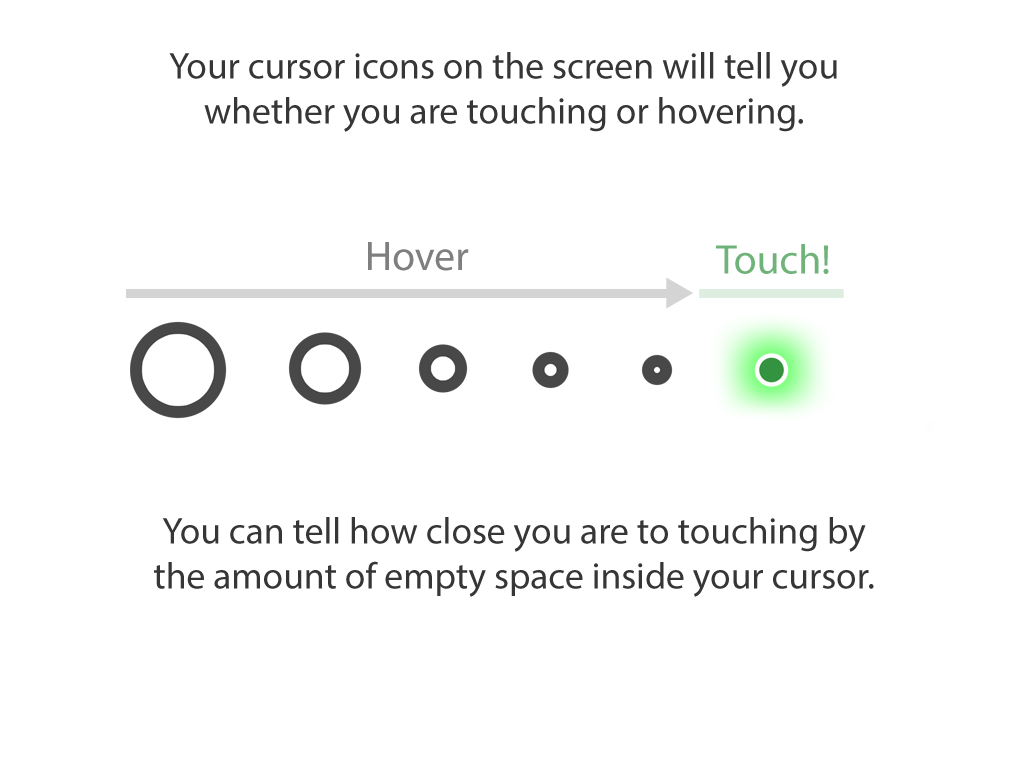 Your cursor icons on the screen will tell you
whether you are touching or hovering.
Hover
Touch!
You can tell how close you are to touching by
the amount of empty space inside your cursor.